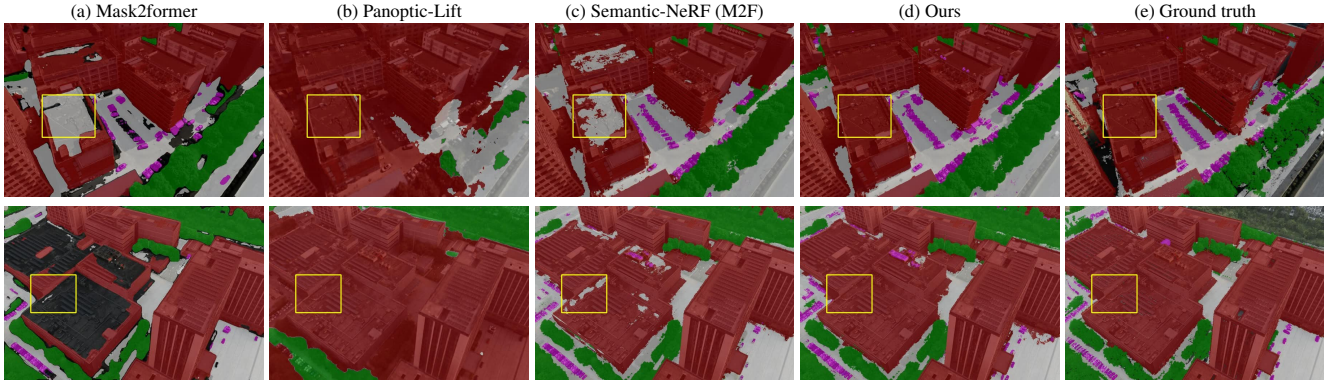 (a) Mask2former
(b) Panoptic-Lift
(c) Semantic-NeRF (M2F)
(d) Ours
(e) Ground truth